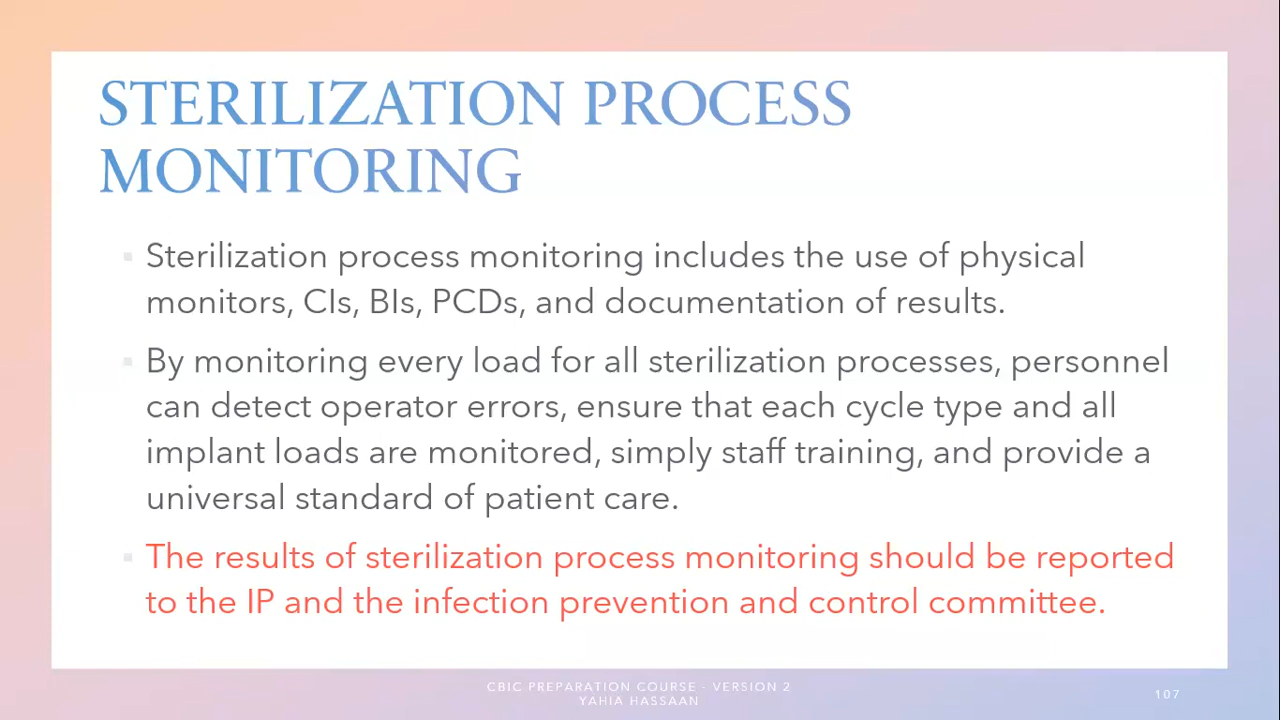 STERILIZATION PROCESS
MONITORING
Sterilization process monitoring includes the use of physical
monitors, CIs, BIs, PCDs, and documentation of results.
By monitoring every load for all sterilization processes, personnel
can detect operator errors, ensure that each cycle type and all
implant loads are monitored, simply staff training, and provide a
universal standard of patient care.
The results of sterilization process monitoring should be reported
to the IP and the infection prevention and control committee.
CBIC PREPARATION COURSE - VERSION 2
YAHIA HASSAAN
107